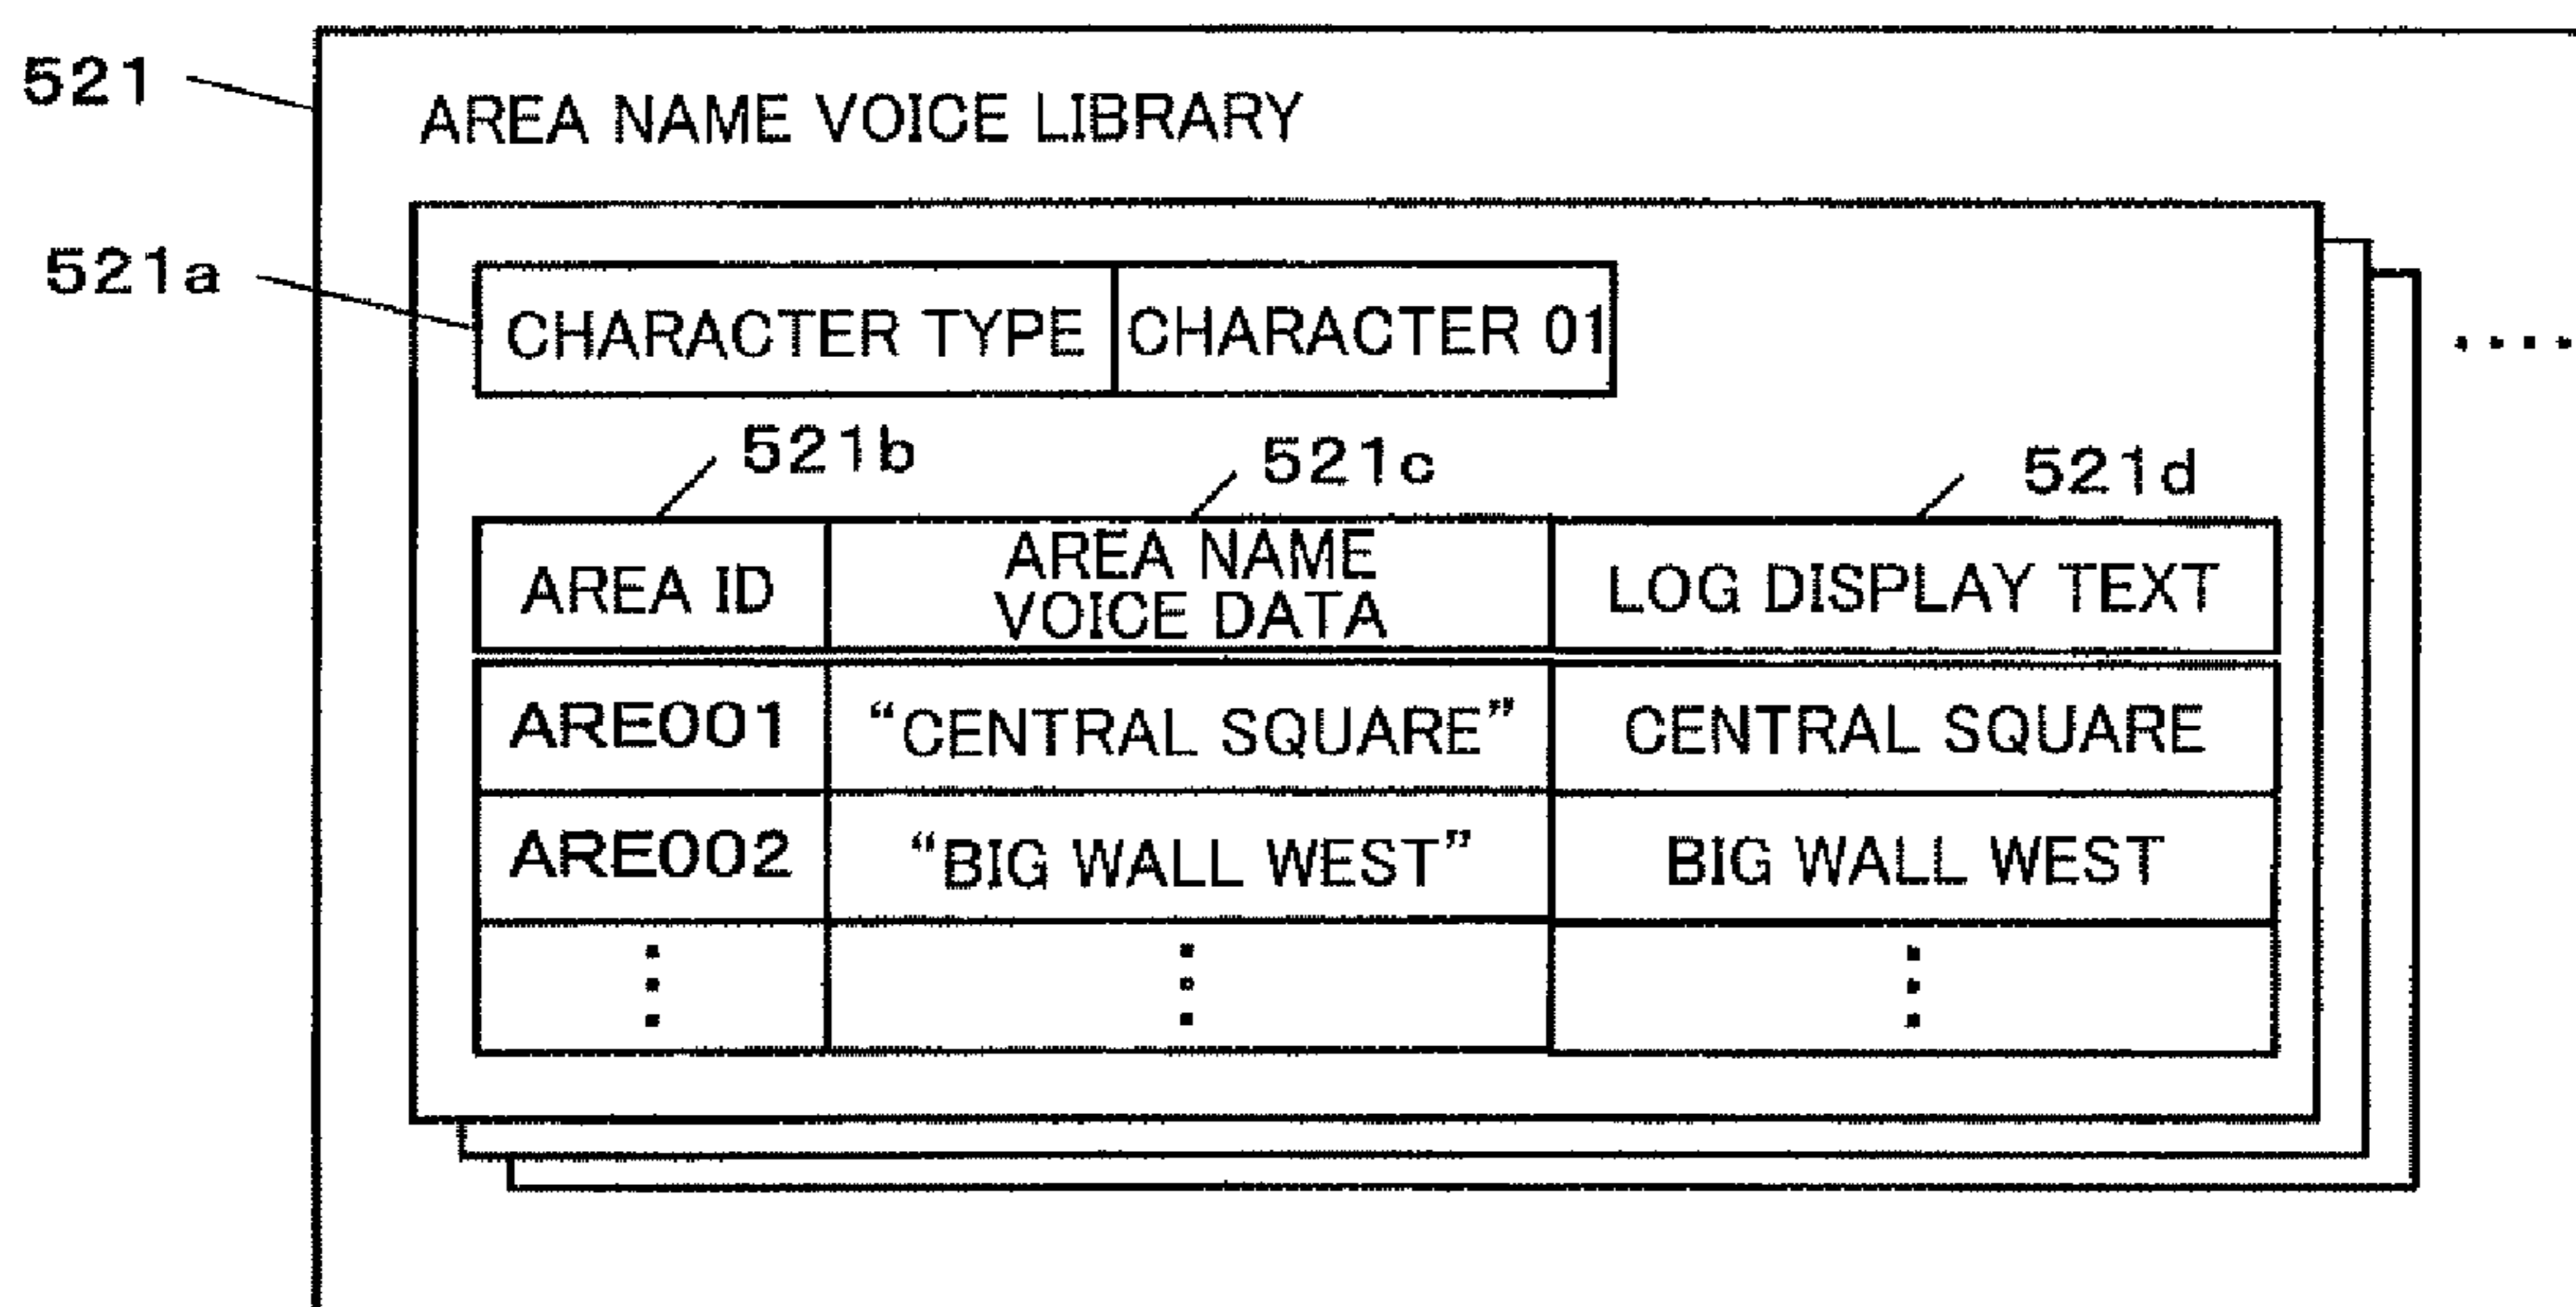 521
AREA NAME VOICE LIBRARY
521a
CHARACTER TYPE CHARACTER 01
521b 521c 521d
AREA ID AREA NAME VOICE DATA LOG DISPLAY TEXT
ARE001 “CENTRAL SQUARE” CENTRAL SQUARE
ARE002 “BIG WALL WEST” BIG WALL WEST